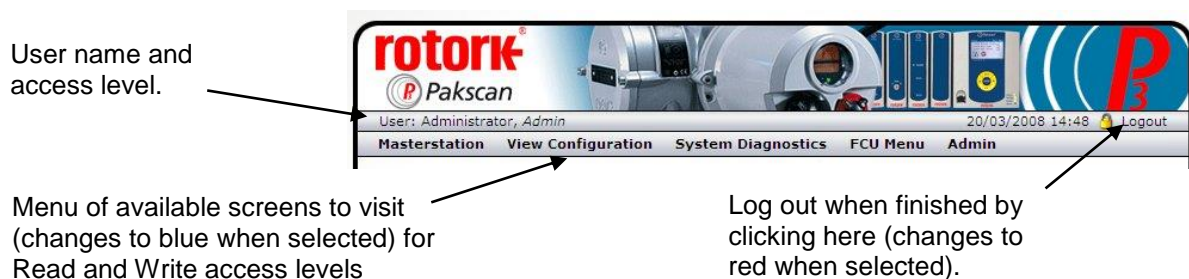 User name and
access level.
rotork®
Pakscan
P3
User: Administrator, Admin
20/03/2008 14:48 Logout
Masterstation View Configuration System Diagnostics FCU Menu Admin
Menu of available screens to visit
(changes to blue when selected) for
Read and Write access levels
Log out when finished by
clicking here (changes to
red when selected).